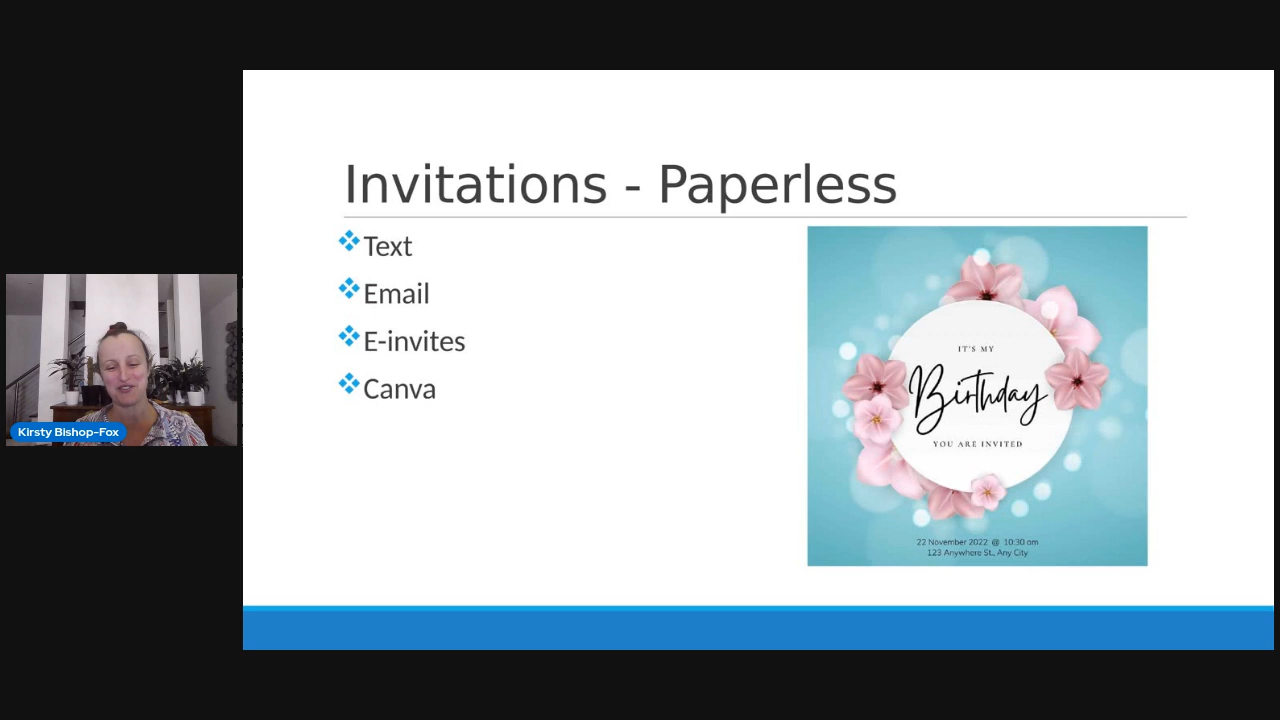 Invitations - Paperless
Text
Email
E-invites
Canva
IT'S MY
Birthday
YOU ARE INVITED
22 November 2022 @ 10:30 am
123 Anywhere St., Any City
Kirsty Bishop-Fox